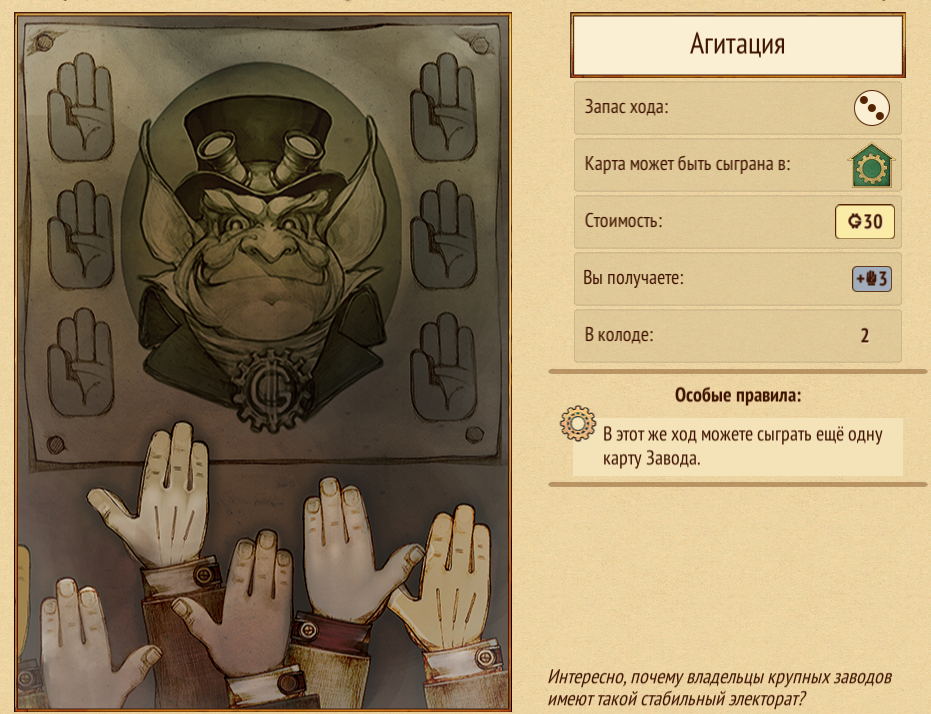 Агитация
Запас хода:
Карта может быть сыграна в:
Стоимость:
30
Вы получаете:
+3
В колоде:
2
Особые правила:
В этот же ход можете сыграть ещё одну
карту Завода.
Интересно, почему владельцы крупных заводов
имеют такой стабильный электорат?